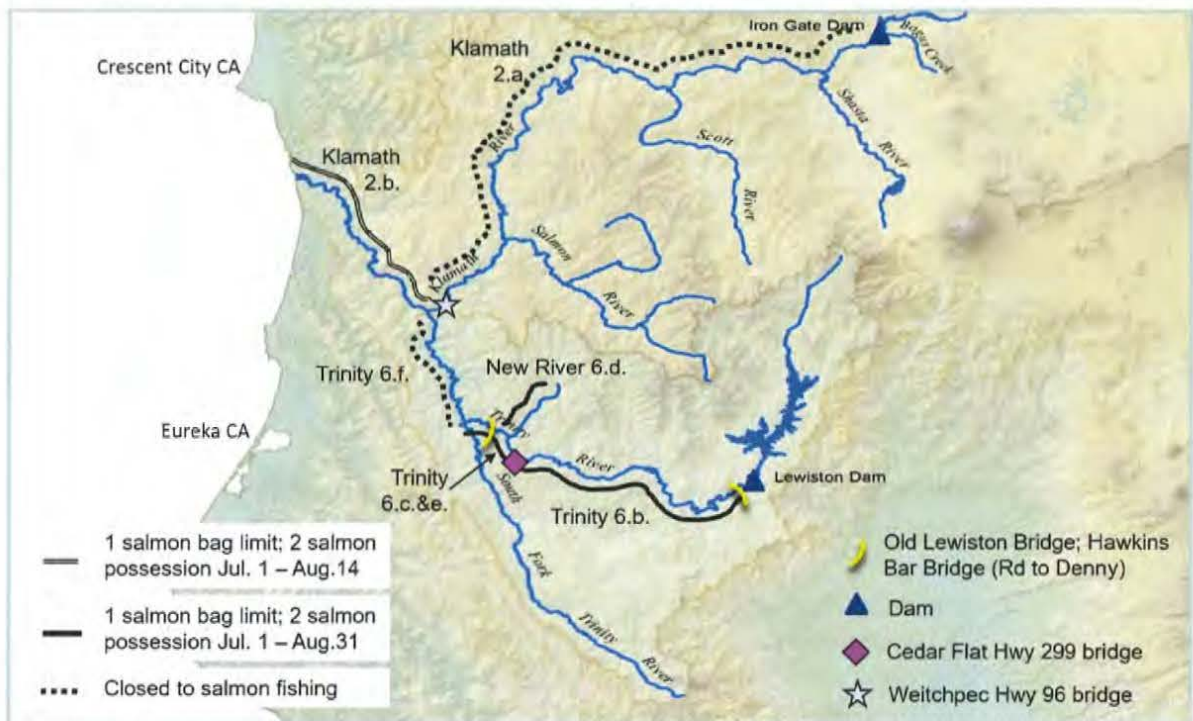 Iron Gate Dam
Bogus Creek
Klamath
2.a.
Crescent City CA
Shasta
River
River
Scott
River
Klamath
2.b.
Salmon
River
Klamath
Trinity 6.f.
New River 6.d.
Eureka CA
Trinity
River
Trinity
6.c.&e.
South
Fork
Trinity
River
Trinity 6.b.
Lewiston Dam
1 salmon bag limit; 2 salmon
possession Jul. 1 – Aug.14
1 salmon bag limit; 2 salmon
possession Jul. 1 – Aug.31
Closed to salmon fishing
Old Lewiston Bridge; Hawkins
Bar Bridge (Rd to Denny)
Dam
Cedar Flat Hwy 299 bridge
Weitchpec Hwy 96 bridge